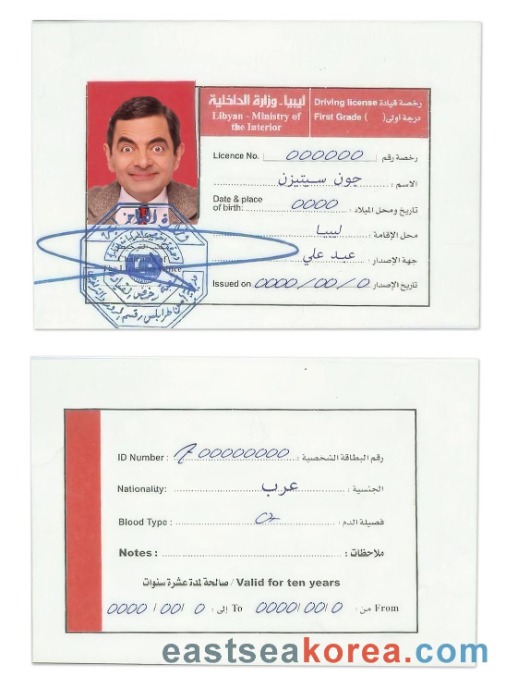 ليبيا - وزارة الداخلية
Libyan - Ministry of
the Interior
Driving license رخصة قيادة
First Grade ( ) درجة اولى( )
Licence No. 000000 رخصة رقم
جون سيتيزن الاسم :
Date & place
of birth: 0000 تاريخ ومحل الميلاد :
ليبيا محل الإقامة :
عبد علي جهة الإصدار :
Issued on 0000/00/0 تاريخ الإصدار
ID Number : 00000000 رقم البطاقة الشخصية :
Nationality: عرب الجنسية :
Blood Type : فصيلة الدم :
Notes : ملاحظات :
صالحة لمدة عشرة سنوات / Valid for ten years
0000 / 00 / 0 إلى : To 0000/00/0 من : From
eastseakorea.com